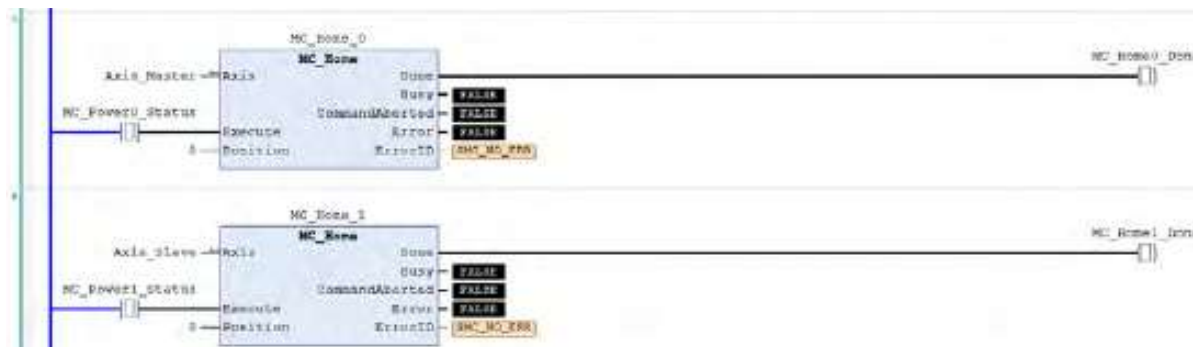 MC_Home_0
MC_Home
Axis_Master Axis Done
MC_Home0_Don
Busy FALSE
MC_Power0_Status CommandAborted FALSE
Execute Error FALSE
0 Position ErrorID SMC_NO_ERR
MC_Home_1
MC_Home
Axis_Slave Axis Done
MC_Home1_Don
Busy FALSE
MC_Power1_Status CommandAborted FALSE
Execute Error FALSE
0 Position ErrorID SMC_NO_ERR